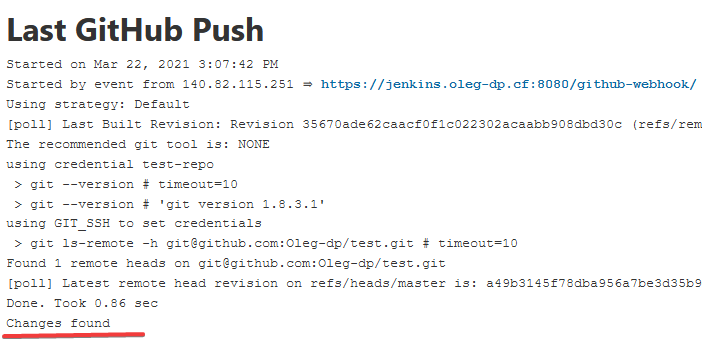 Last GitHub Push
Started on Mar 22, 2021 3:07:42 PM
Started by event from 140.82.115.251 ⇒ https://jenkins.oleg-dp.cf:8080/github-webhook/
Using strategy: Default
[poll] Last Built Revision: Revision 35670ade62caacf0f1c022302acaabb908dbd30c (refs/rem
The recommended git tool is: NONE
using credential test-repo
> git --version # timeout=10
> git --version # 'git version 1.8.3.1'
using GIT_SSH to set credentials
> git ls-remote -h git@github.com:Oleg-dp/test.git # timeout=10
Found 1 remote heads on git@github.com:Oleg-dp/test.git
[poll] Latest remote head revision on refs/heads/master is: a49b3145f78dba956a7be3d35b9
Done. Took 0.86 sec
Changes found